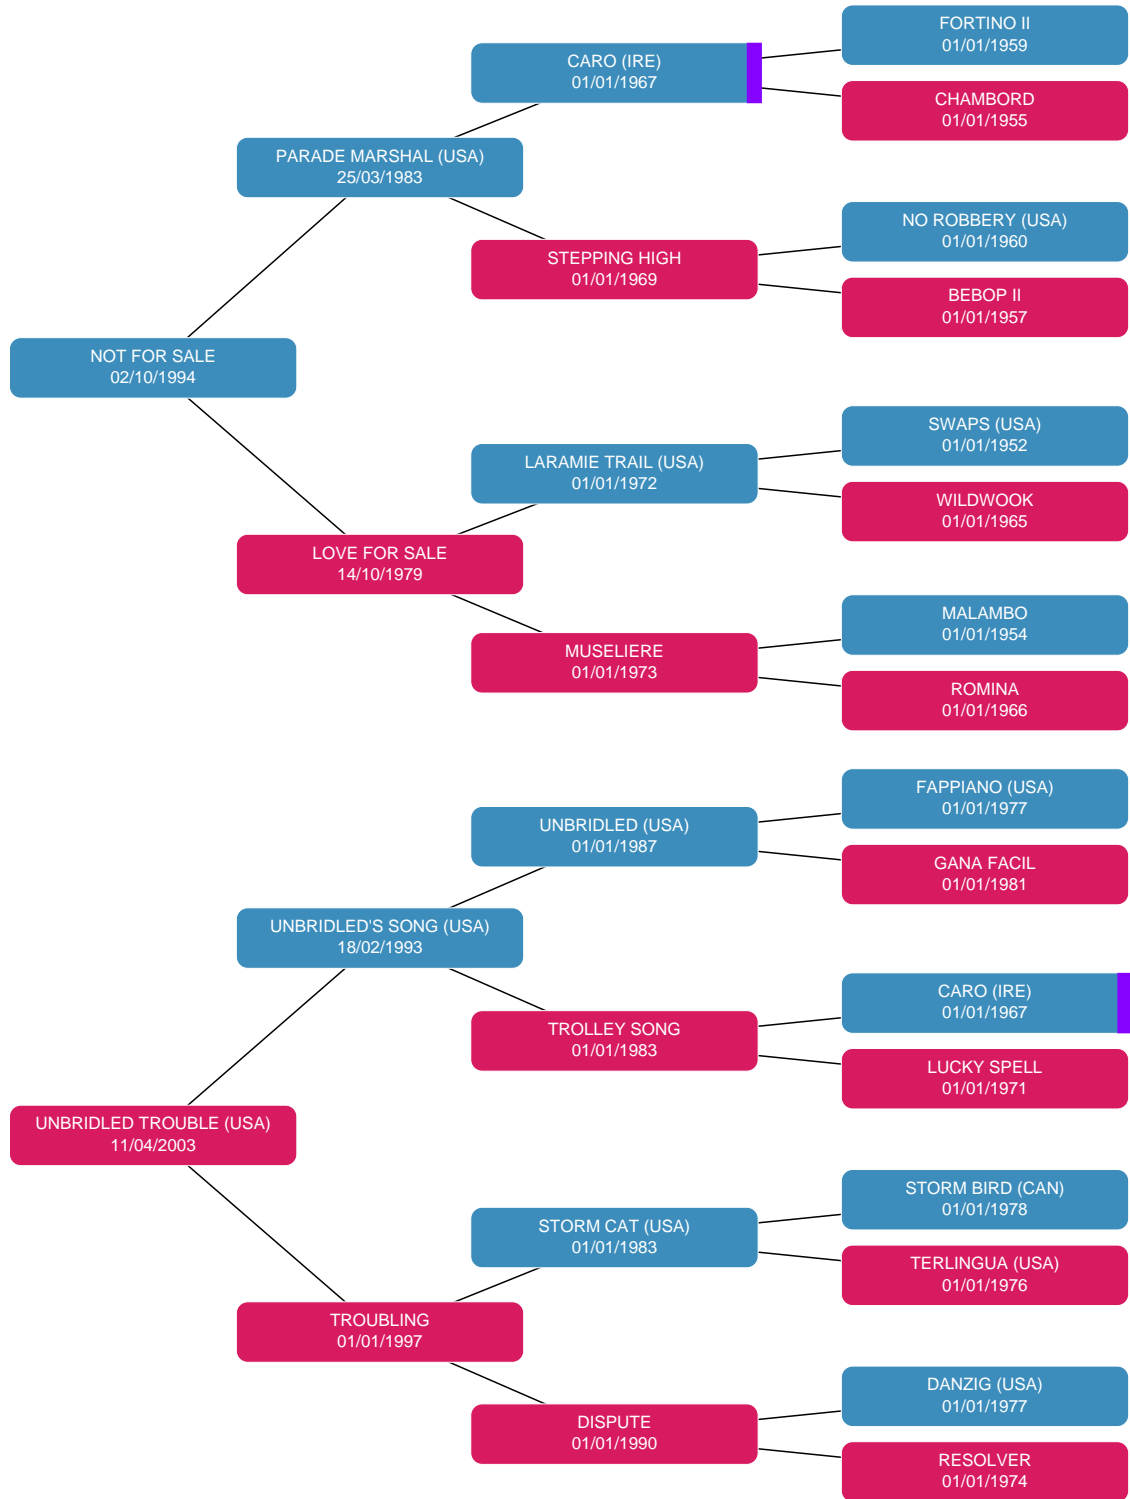 FORTINO II
01/01/1959
CARO (IRE)
01/01/1967
CHAMBORD
01/01/1955
PARADE MARSHAL (USA)
25/03/1983
NO ROBBERY (USA)
01/01/1960
STEPPING HIGH
01/01/1969
BEBOP II
01/01/1957
NOT FOR SALE
02/10/1994
SWAPS (USA)
01/01/1952
LARAMIE TRAIL (USA)
01/01/1972
WILDWOOK
01/01/1965
LOVE FOR SALE
14/10/1979
MALAMBO
01/01/1954
MUSELIERE
01/01/1973
ROMINA
01/01/1966
FAPPIANO (USA)
01/01/1977
UNBRIDLED (USA)
01/01/1987
GANA FACIL
01/01/1981
UNBRIDLED'S SONG (USA)
18/02/1993
CARO (IRE)
01/01/1967
TROLLEY SONG
01/01/1983
LUCKY SPELL
01/01/1971
UNBRIDLED TROUBLE (USA)
11/04/2003
STORM BIRD (CAN)
01/01/1978
STORM CAT (USA)
01/01/1983
TERLINGUA (USA)
01/01/1976
TROUBLING
01/01/1997
DANZIG (USA)
01/01/1977
DISPUTE
01/01/1990
RESOLVER
01/01/1974